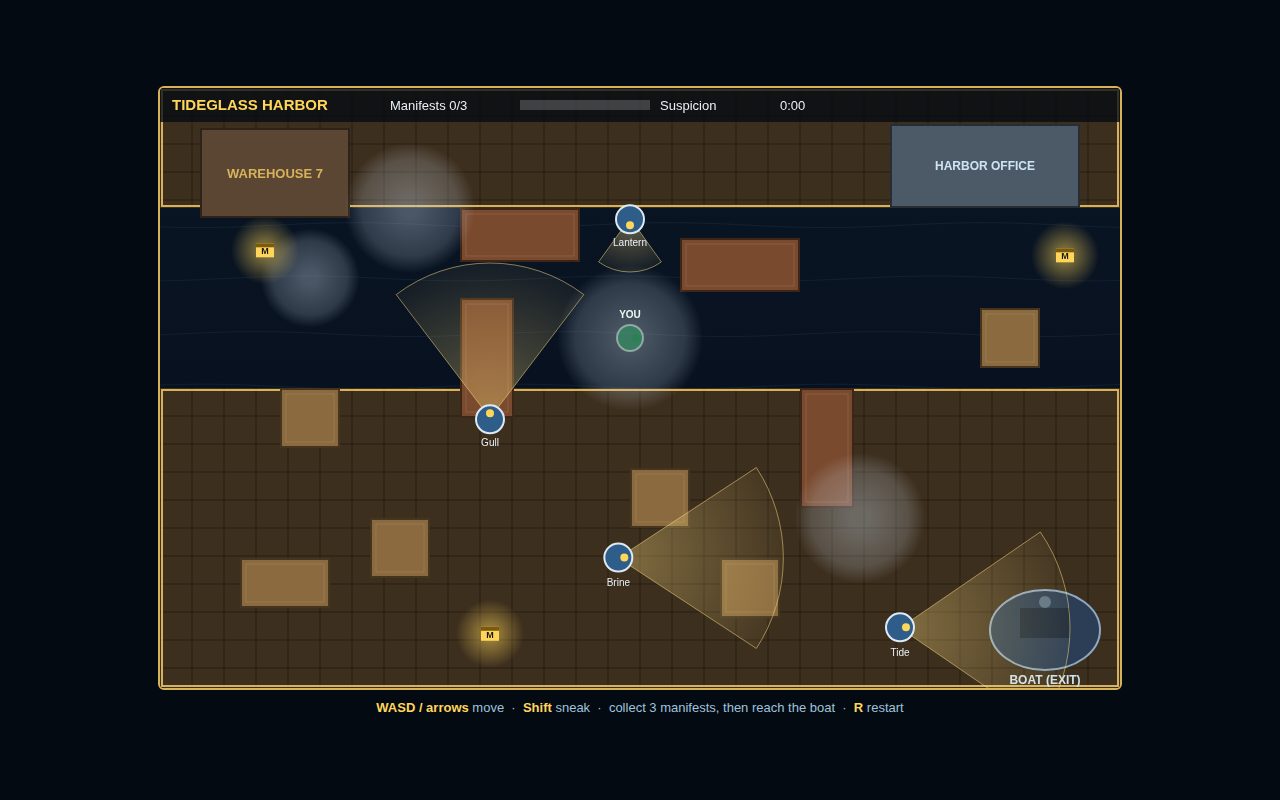 TIDEGLASS HARBOR Manifests 0/3 Suspicion 0:00
WAREHOUSE 7
HARBOR OFFICE
Lantern
M
M
YOU
Gull
Brine
M
Tide
BOAT (EXIT)
WASD / arrows move · Shift sneak · collect 3 manifests, then reach the boat · R restart